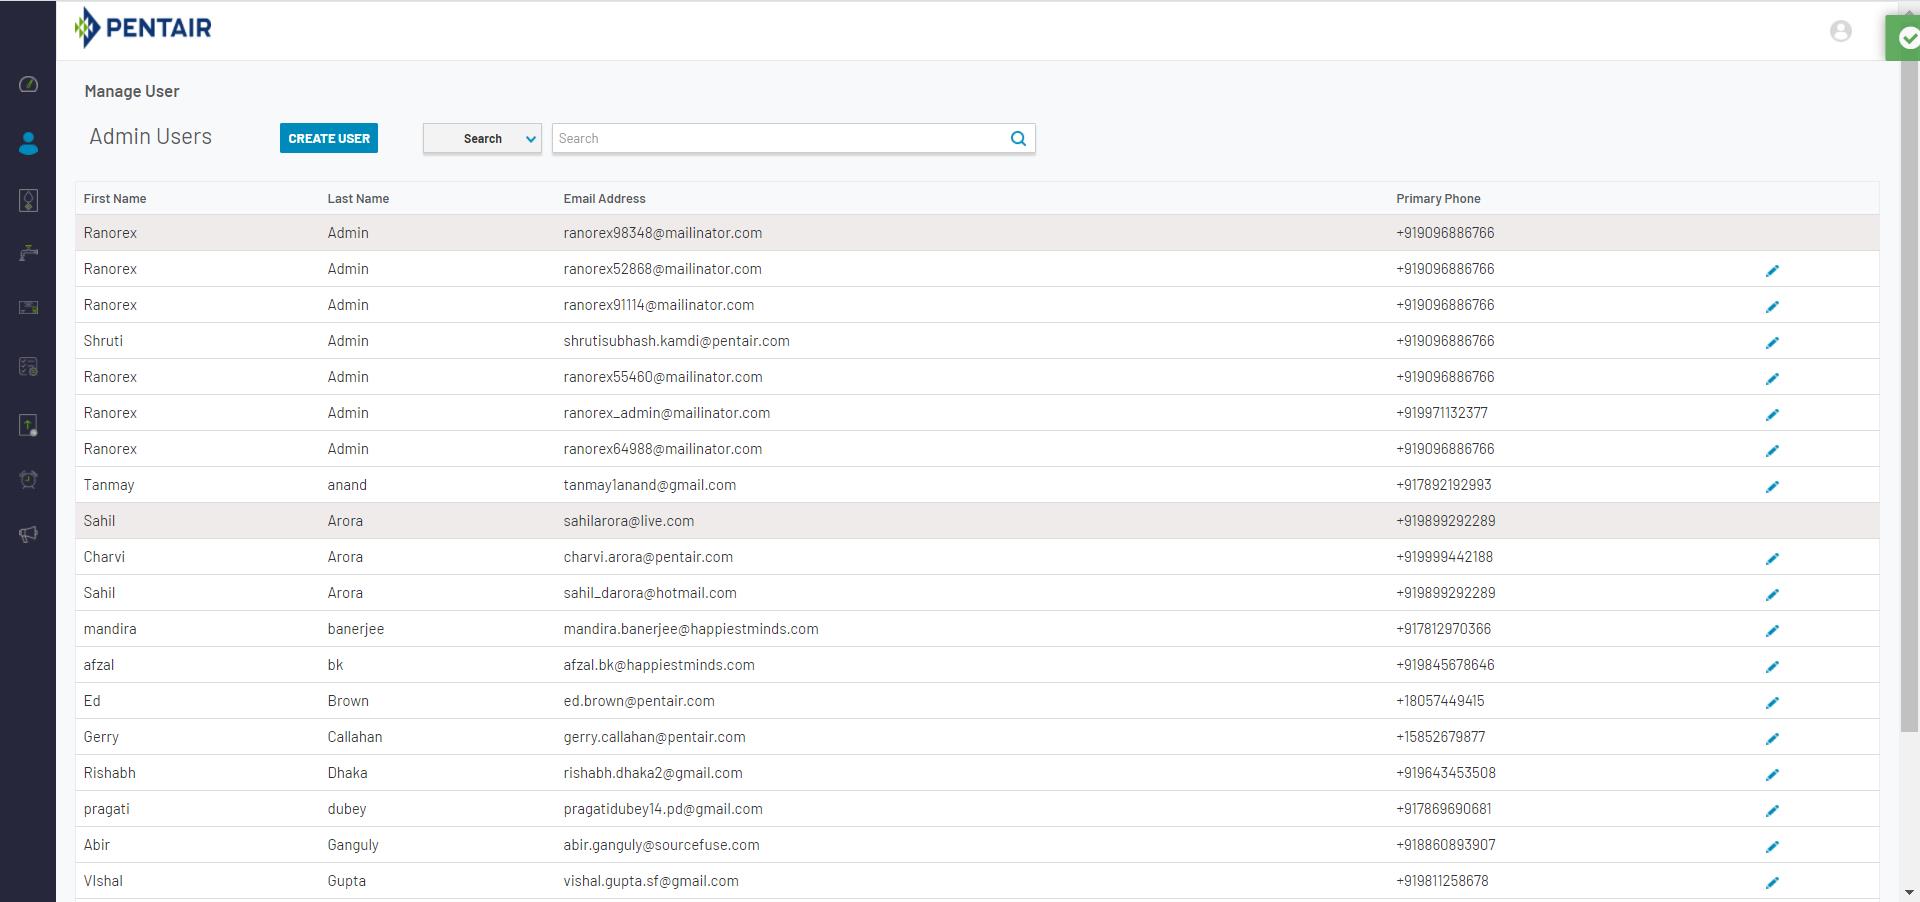 PENTAIR
Manage User
Admin Users CREATE USER Search Search
First Name Last Name Email Address Primary Phone
Ranorex Admin ranorex98348@mailinator.com +919096886766
Ranorex Admin ranorex52868@mailinator.com +919096886766
Ranorex Admin ranorex91114@mailinator.com +919096886766
Shruti Admin shrutisubhash.kamdi@pentair.com +919096886766
Ranorex Admin ranorex55460@mailinator.com +919096886766
Ranorex Admin ranorex_admin@mailinator.com +919971132377
Ranorex Admin ranorex64988@mailinator.com +919096886766
Tanmay anand tanmay1anand@gmail.com +917892192993
Sahil Arora sahilarora@live.com +919899292289
Charvi Arora charvi.arora@pentair.com +919999442188
Sahil Arora sahil_darora@hotmail.com +919899292289
mandira banerjee mandira.banerjee@happiestminds.com +917812970366
afzal bk afzal.bk@happiestminds.com +919845678646
Ed Brown ed.brown@pentair.com +18057449415
Gerry Callahan gerry.callahan@pentair.com +15852679877
Rishabh Dhaka rishabh.dhaka2@gmail.com +919643453508
pragati dubey pragatidubey14.pd@gmail.com +917869690681
Abir Ganguly abir.ganguly@sourcefuse.com +918860893907
VIshal Gupta vishal.gupta.sf@gmail.com +919811258678